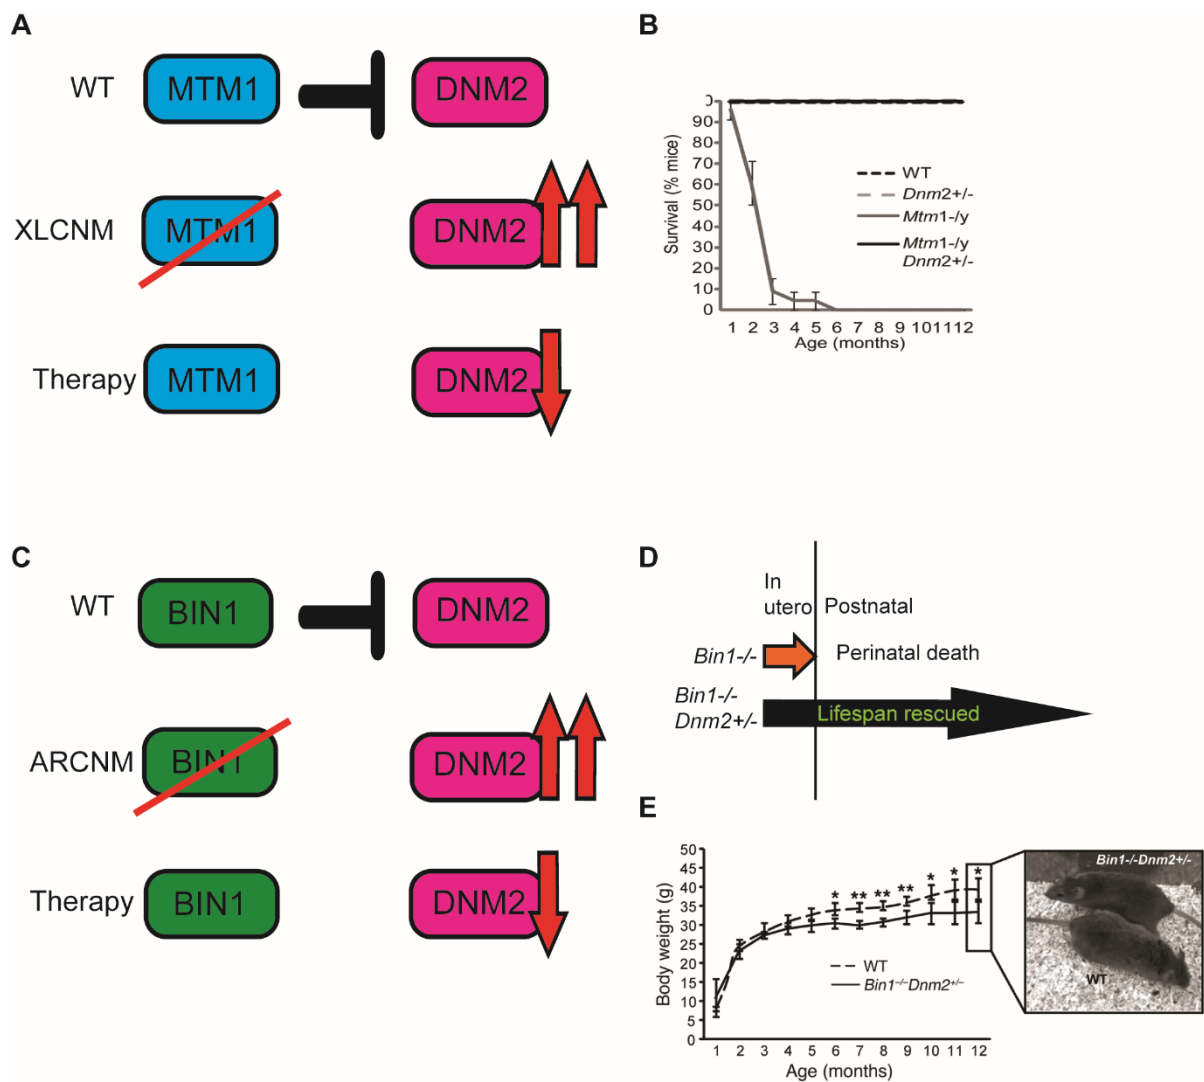 A
WT
MTM1
DNM2
XLCNM
MTM1
DNM2
Therapy
MTM1
DNM2
B
Survival (% mice)
0
90
80
70
60
50
40
30
20
10
0
1 2 3 4 5 6 7 8 9 10 11 12
Age (months)
WT
Dnm2+/-
Mtm1-/y
Mtm1-/y
Dnm2+/-
C
WT
BIN1
DNM2
ARCNM
BIN1
DNM2
Therapy
BIN1
DNM2
D
In
utero
Postnatal
Bin1-/-
Perinatal death
Bin1-/-
Dnm2+/-
Lifespan rescued
E
Body weight (g)
50
45
40
35
30
25
20
15
10
5
0
* ** ** ** * * *
WT
Bin1-/-Dnm2+/-
1 2 3 4 5 6 7 8 9 10 11 12
Age (months)
Bin1-/-Dnm2+/-
WT